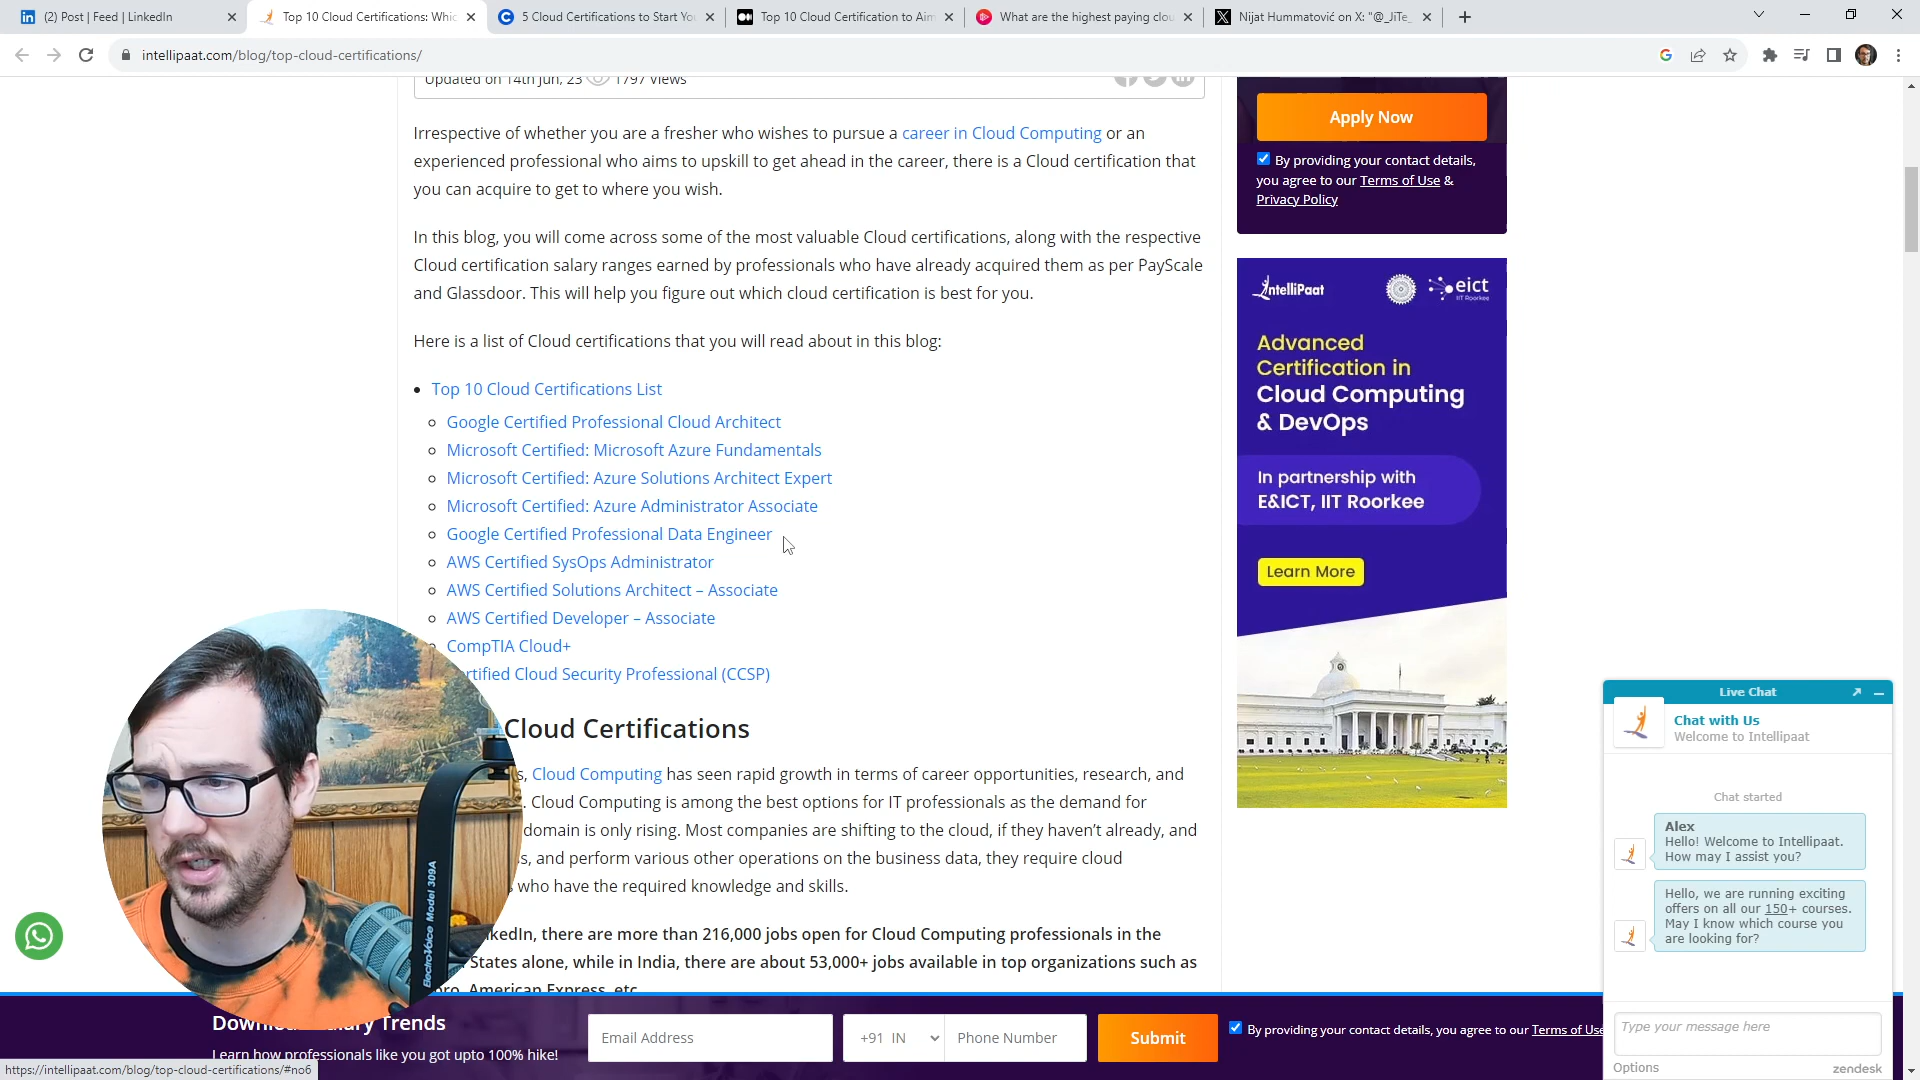 (2) Post | Feed | LinkedIn
Top 10 Cloud Certifications: Whic
5 Cloud Certifications to Start Yo
Top 10 Cloud Certification to Aim
What are the highest paying clou
Nijat Hummatović on X: "@_JiTe_
intellipaat.com/blog/top-cloud-certifications/
Updated on 14th Jun, 23 1797 Views
Irrespective of whether you are a fresher who wishes to pursue a career in Cloud Computing or an
experienced professional who aims to upskill to get ahead in the career, there is a Cloud certification that
you can acquire to get to where you wish.
In this blog, you will come across some of the most valuable Cloud certifications, along with the respective
Cloud certification salary ranges earned by professionals who have already acquired them as per PayScale
and Glassdoor. This will help you figure out which cloud certification is best for you.
Here is a list of Cloud certifications that you will read about in this blog:
Top 10 Cloud Certifications List
Google Certified Professional Cloud Architect
Microsoft Certified: Microsoft Azure Fundamentals
Microsoft Certified: Azure Solutions Architect Expert
Microsoft Certified: Azure Administrator Associate
Google Certified Professional Data Engineer
AWS Certified SysOps Administrator
AWS Certified Solutions Architect – Associate
AWS Certified Developer – Associate
CompTIA Cloud+
rtified Cloud Security Professional (CCSP)
Cloud Certifications
s, Cloud Computing has seen rapid growth in terms of career opportunities, research, and
. Cloud Computing is among the best options for IT professionals as the demand for
domain is only rising. Most companies are shifting to the cloud, if they haven't already, and
s, and perform various other operations on the business data, they require cloud
who have the required knowledge and skills.
kedIn, there are more than 216,000 jobs open for Cloud Computing professionals in the
States alone, while in India, there are about 53,000+ jobs available in top organizations such as
pro, American Express, etc.
ElectroVoice Model 309A
Apply Now
By providing your contact details,
you agree to our Terms of Use &
Privacy Policy
IntelliPaat
eict
IIT Roorkee
Advanced
Certification in
Cloud Computing
& DevOps
In partnership with
E&ICT, IIT Roorkee
Learn More
Live Chat
Chat with Us
Welcome to Intellipaat
Chat started
Alex
Hello! Welcome to Intellipaat.
How may I assist you?
Hello, we are running exciting
offers on all our 150+ courses.
May I know which course you
are looking for?
Type your message here
Options
zendesk
Trends
Learn how professionals like you got upto 100% hike!
Email Address
+91 IN
Phone Number
Submit
By providing your contact details, you agree to our Terms of Use
https://intellipaat.com/blog/top-cloud-certifications/#no6